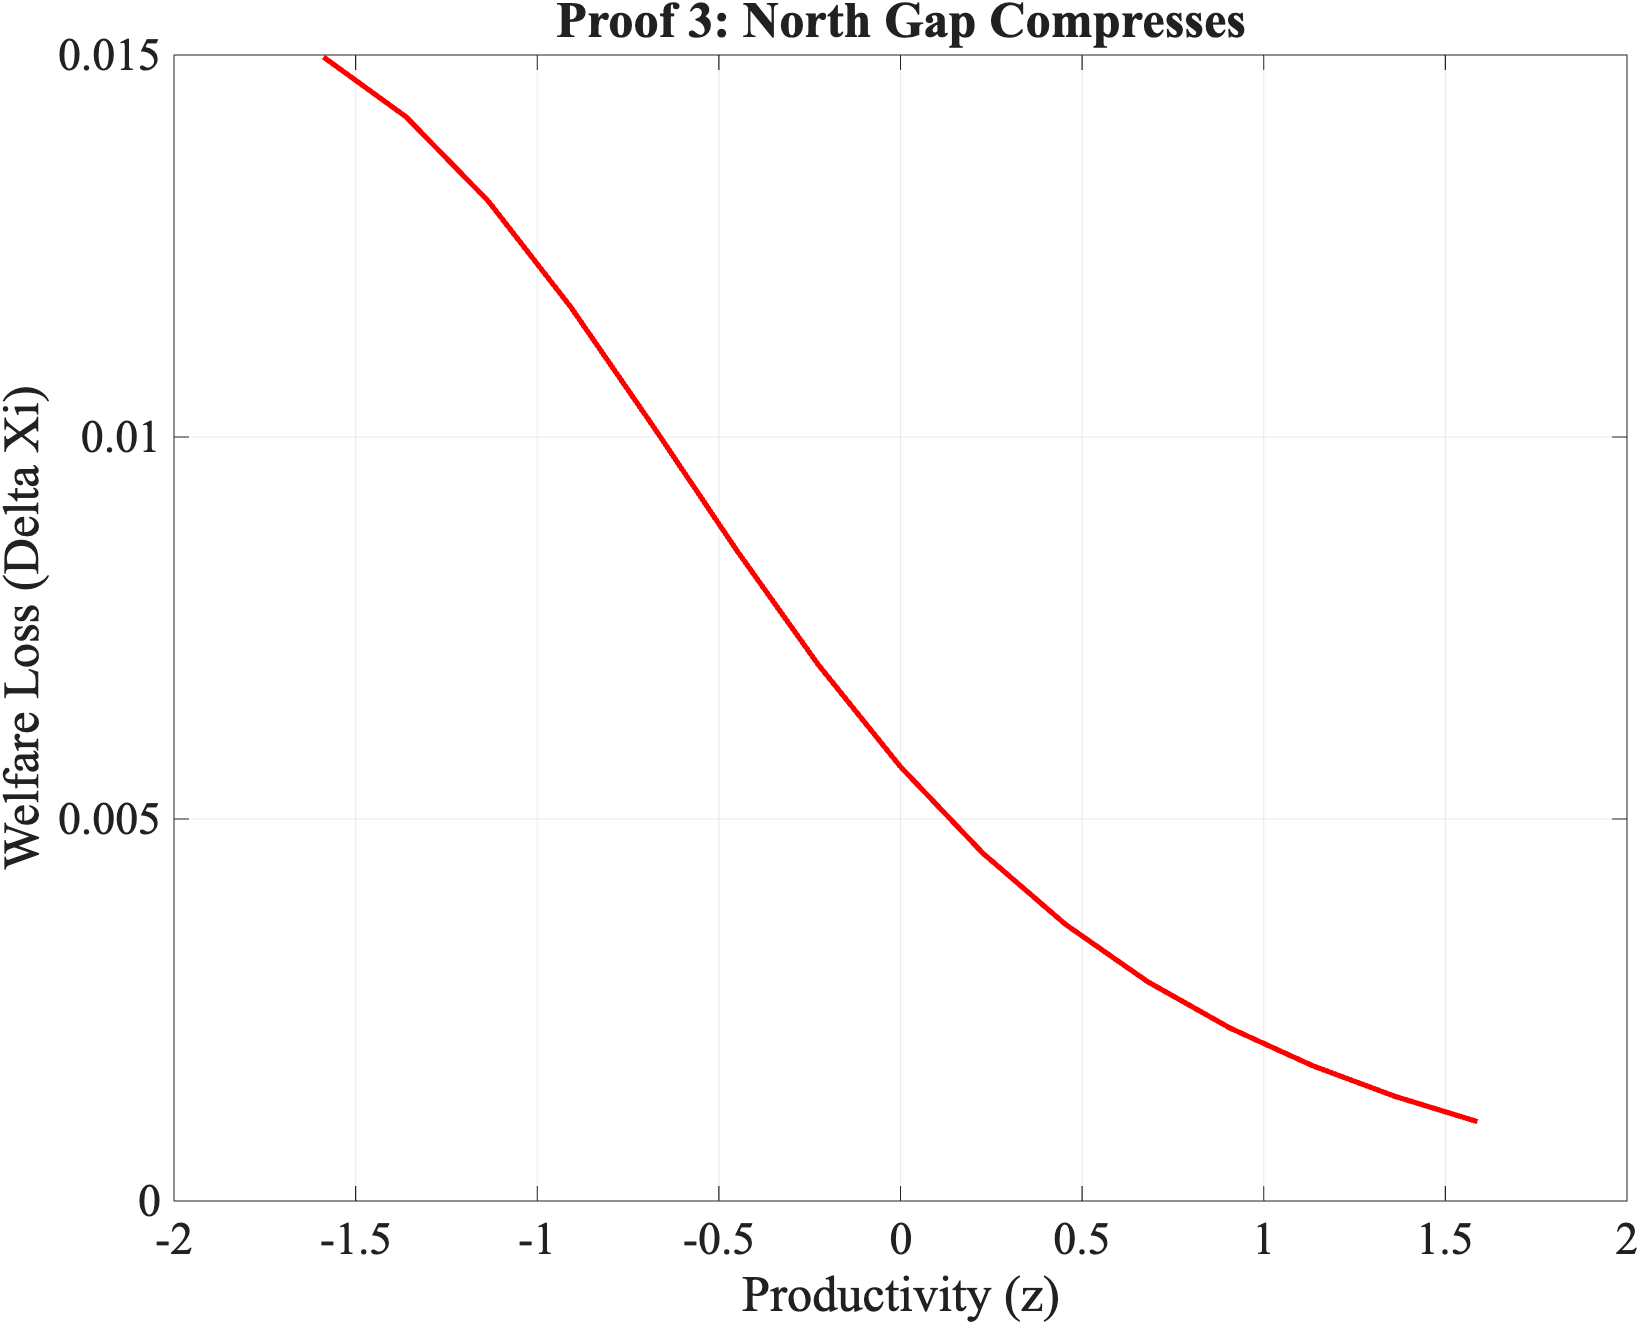 Proof 3: North Gap Compresses
0.015
0.01
0.005
0
Welfare Loss (Delta Xi)
-2 -1.5 -1 -0.5 0 0.5 1 1.5 2
Productivity (z)